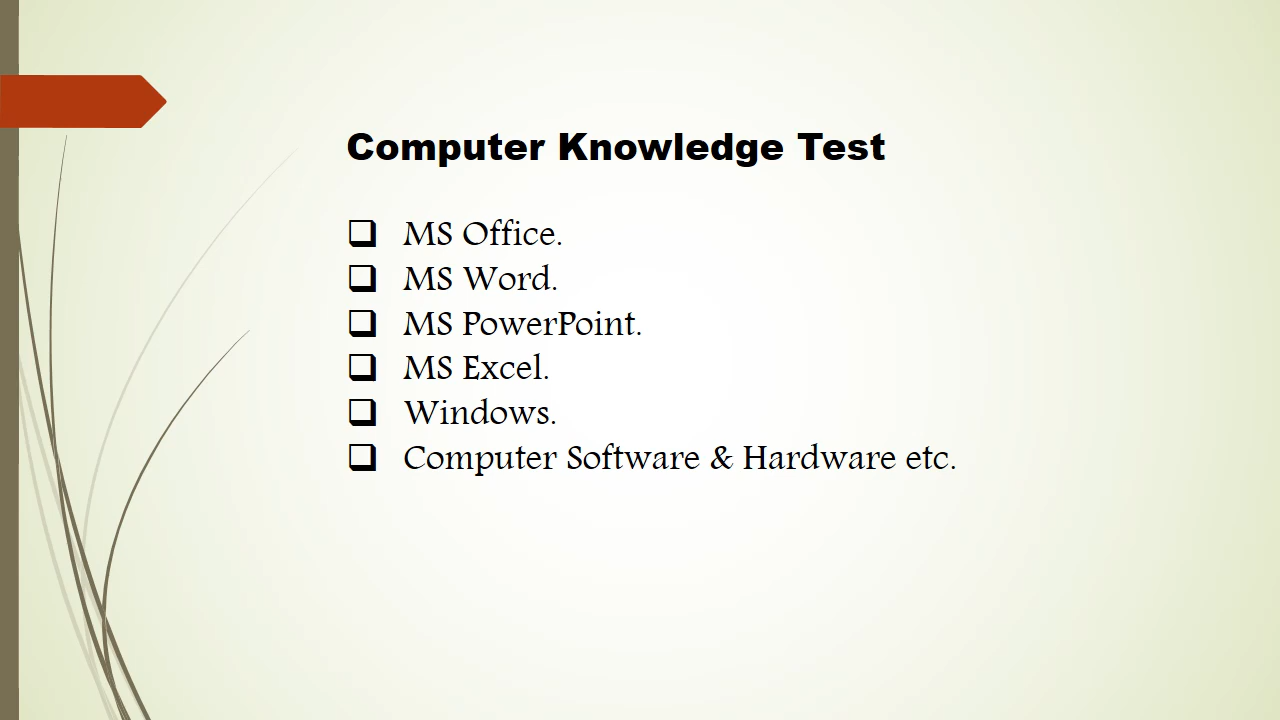 Computer Knowledge Test
❑ MS Office.
❑ MS Word.
❑ MS PowerPoint.
❑ MS Excel.
❑ Windows.
❑ Computer Software & Hardware etc.